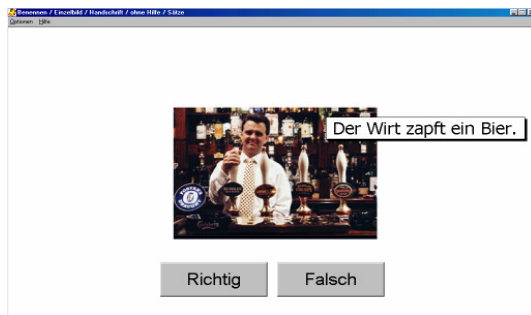 Benennen / Einzelbild / Handschrift / ohne Hilfe / Sätze
Optionen Hilfe
Der Wirt zapft ein Bier.
Richtig
Falsch